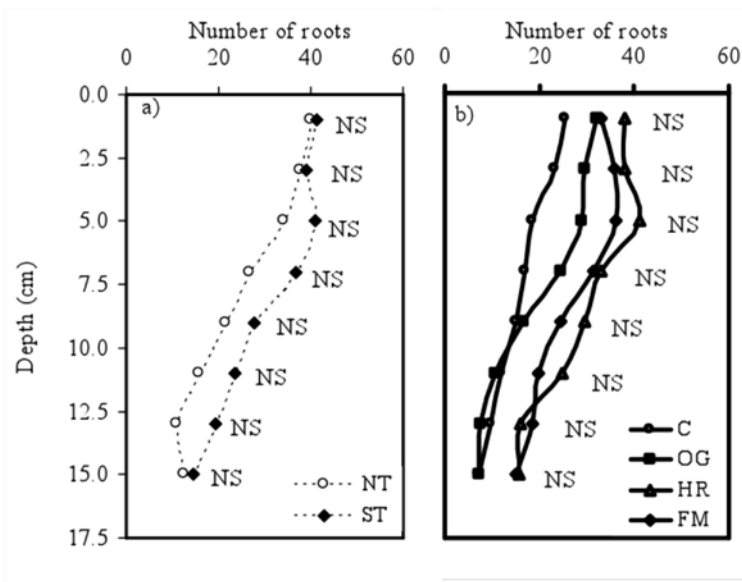 Number of roots
0 20 40 60
Depth (cm)
0.0
2.5
5.0
7.5
10.0
12.5
15.0
17.5
a)
NS
NS
NS
NS
NS
NS
NS
NS
NT
ST
Number of roots
0 20 40 60
b)
NS
NS
NS
NS
NS
NS
NS
NS
C
OG
HR
FM